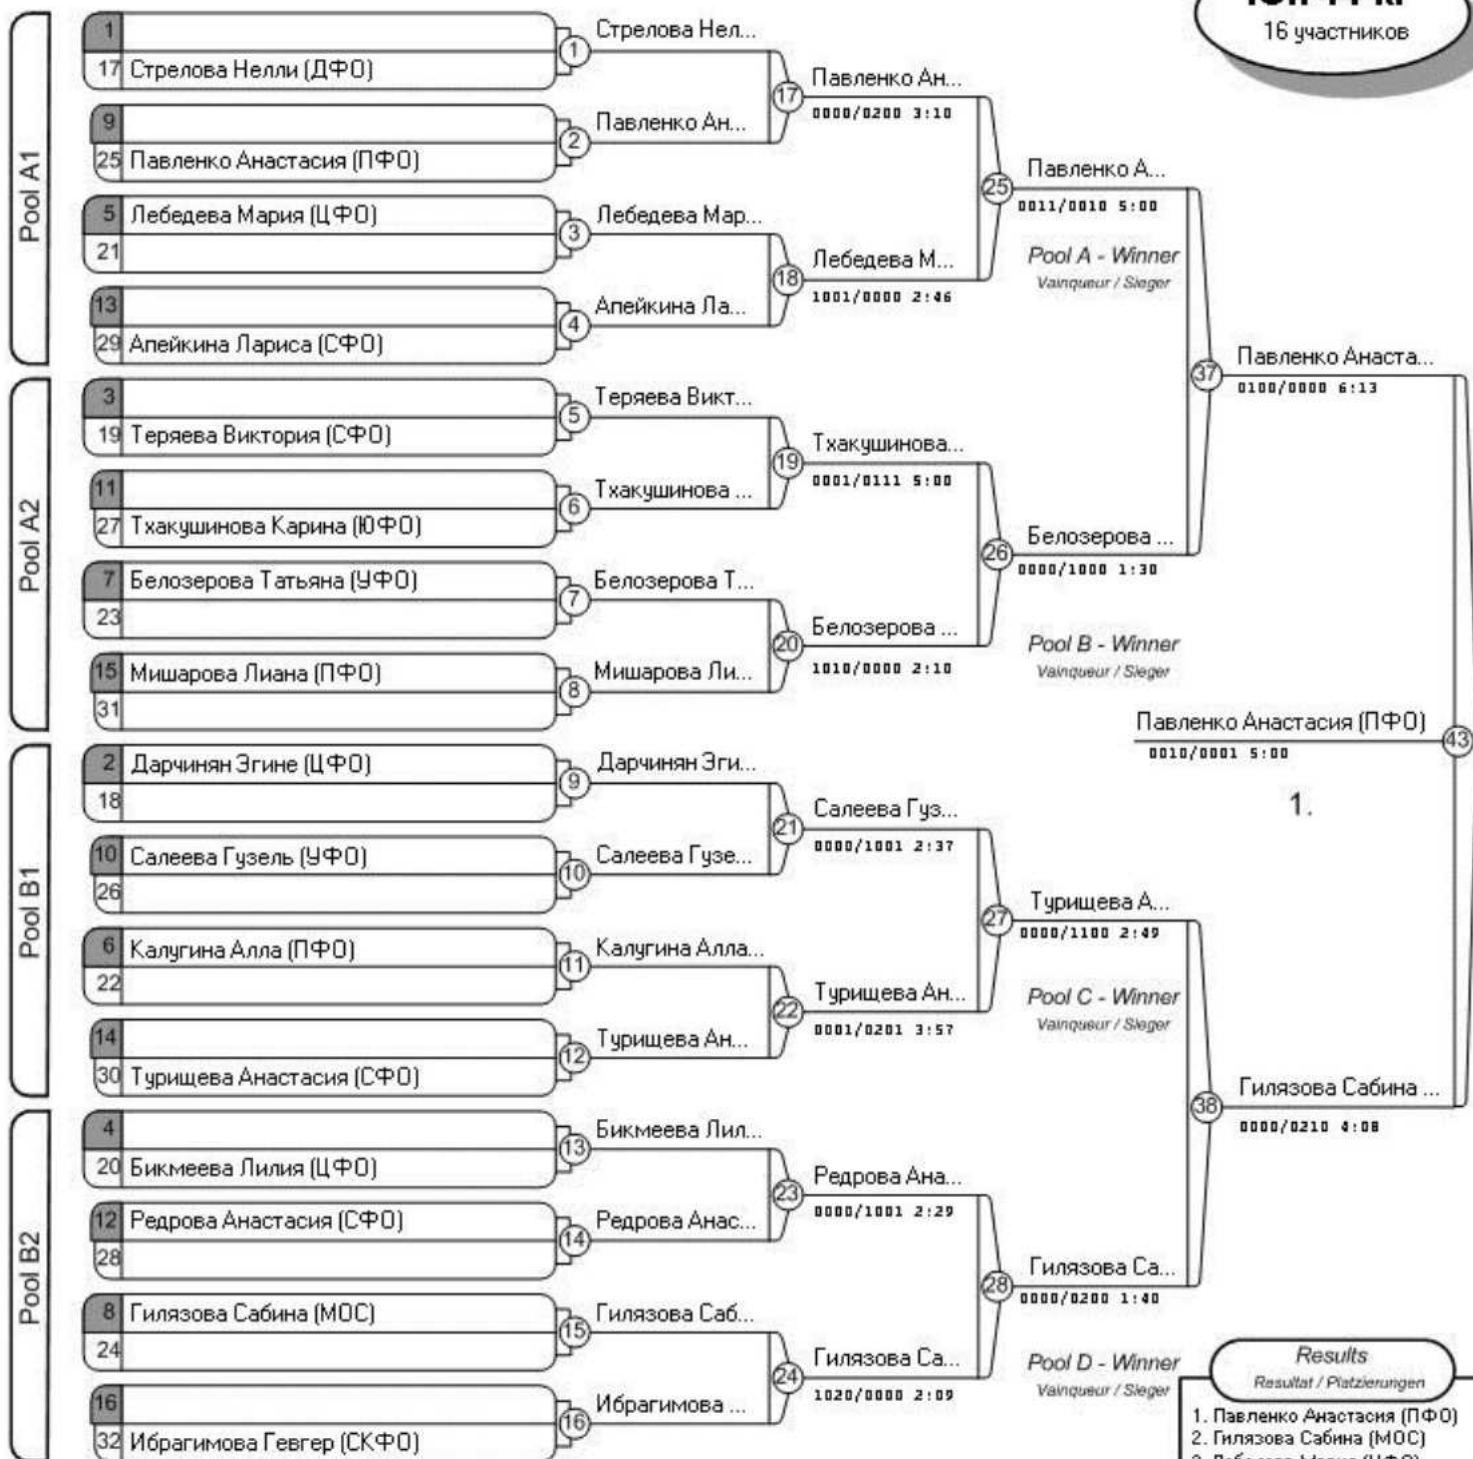 16 участников
Pool A1
1
17 Стрелова Нелли (ДФО)
1 Стрелова Нел...
9
25 Павленко Анастасия (ПФО)
2 Павленко Ан...
17 Павленко Ан...
0000/0200 3:10
5 Лебедева Мария (ЦФО)
21
3 Лебедева Мар...
13
29 Апейкина Лариса (СФО)
4 Апейкина Ла...
18 Лебедева М...
1001/0000 2:46
25 Павленко А...
0011/0010 5:00
Pool A - Winner
Vainqueur / Sieger
Pool A2
3
19 Теряева Виктория (СФО)
5 Теряева Викт...
11
27 Тхакушинова Карина (ЮФО)
6 Тхакушинова ...
19 Тхакушинова...
0001/0111 5:00
7 Белозерова Татьяна (УФО)
23
7 Белозерова Т...
15 Мишарова Лиана (ПФО)
31
8 Мишарова Ли...
20 Белозерова ...
1010/0000 2:10
26 Белозерова ...
0000/1000 1:30
Pool B - Winner
Vainqueur / Sieger
37 Павленко Анаста...
0100/0000 6:13
Павленко Анастасия (ПФО) 43
0010/0001 5:00
1.
Pool B1
2 Дарчинян Эгине (ЦФО)
18
9 Дарчинян Эги...
10 Салеева Гузель (УФО)
26
10 Салеева Гузе...
21 Салеева Гуз...
0000/1001 2:37
6 Калугина Алла (ПФО)
22
11 Калугина Алла...
14
30 Турищева Анастасия (СФО)
12 Турищева Ан...
22 Турищева Ан...
0001/0201 3:57
27 Турищева А...
0000/1100 2:49
Pool C - Winner
Vainqueur / Sieger
Pool B2
4
20 Бикмеева Лилия (ЦФО)
13 Бикмеева Лил...
12 Редрова Анастасия (СФО)
28
14 Редрова Анас...
23 Редрова Ана...
0000/1001 2:29
8 Гилязова Сабина (МОС)
24
15 Гилязова Саб...
16
32 Ибрагимова Гевгер (СКФО)
16 Ибрагимова ...
24 Гилязова Са...
1020/0000 2:09
28 Гилязова Са...
0000/0200 1:40
Pool D - Winner
Vainqueur / Sieger
38 Гилязова Сабина ...
0000/0210 4:08
Results
Resultat / Platzierungen
1. Павленко Анастасия (ПФО)
2. Гилязова Сабина (МОС)